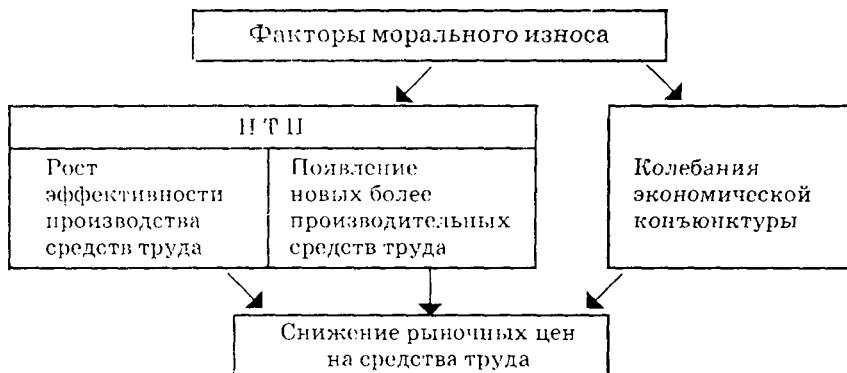 Факторы морального износа
Н Т П
Рост
эффективности
производства
средств труда
Появление
новых более
производительных
средств труда
Колебания
экономической
конъюнктуры
Снижение рыночных цен
на средства труда